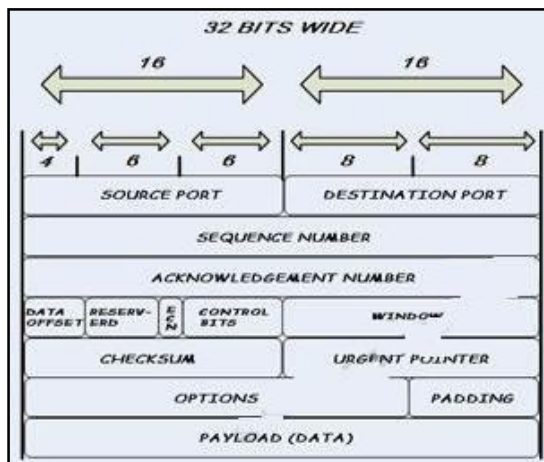 32 BITS WIDE
16 16
4 6 6 8 8
SOURCE PORT DESTINATION PORT
SEQUENCE NUMBER
ACKNOWLEDGEMENT NUMBER
DATA OFFSET RESERV-ERD ECN CONTROL BITS WINDOW
CHECKSUM URGENT POINTER
OPTIONS PADDING
PAYLOAD (DATA)